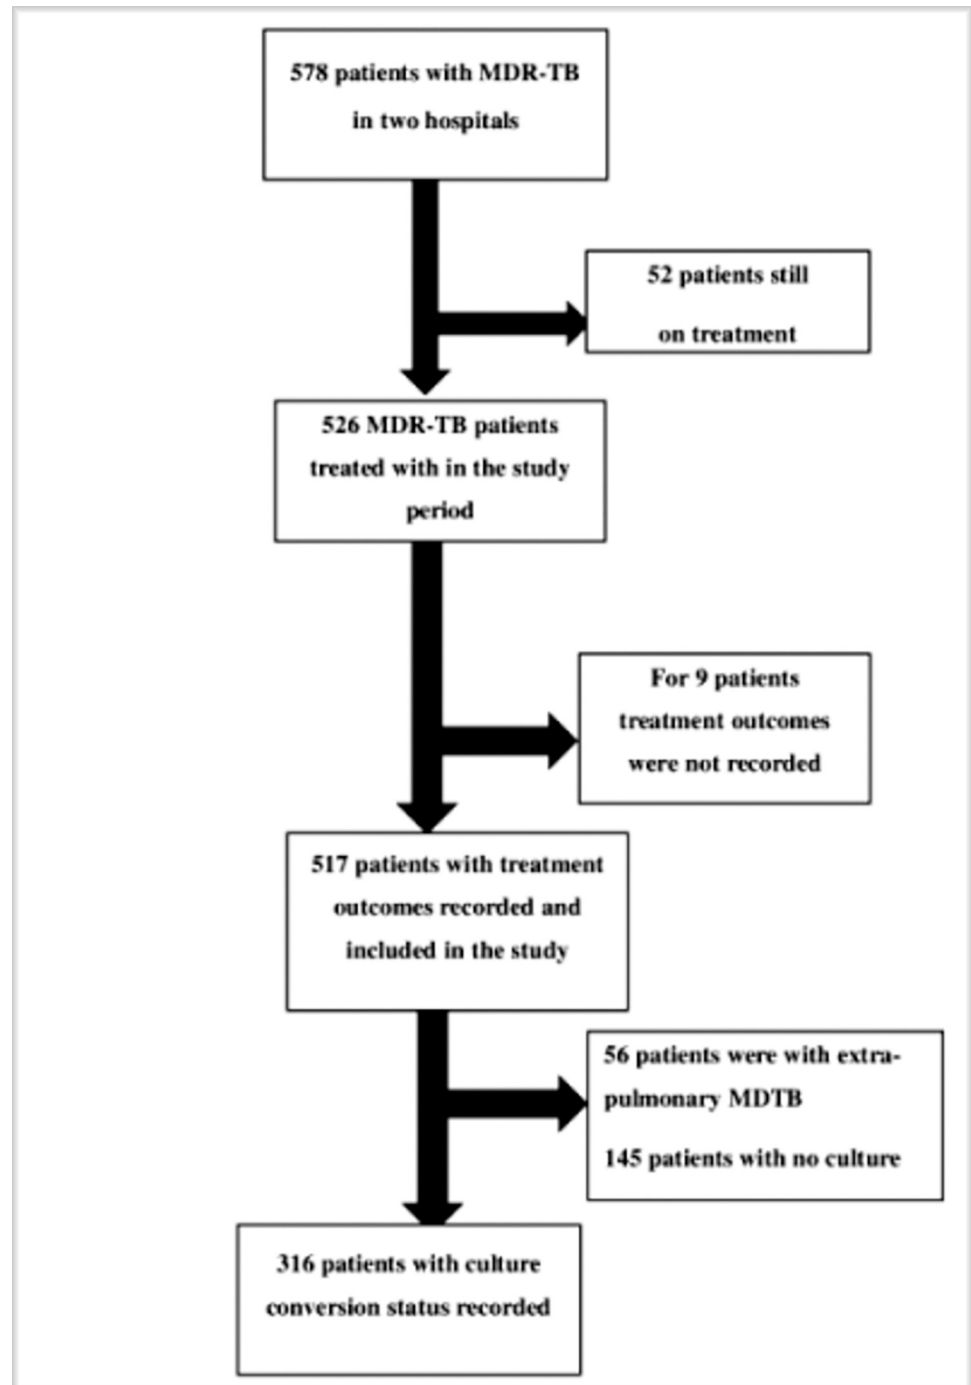 578 patients with MDR-TB
in two hospitals
52 patients still
on treatment
526 MDR-TB patients
treated with in the study
period
For 9 patients
treatment outcomes
were not recorded
517 patients with treatment
outcomes recorded and
included in the study
56 patients were with extra-
pulmonary MDTB
145 patients with no culture
316 patients with culture
conversion status recorded